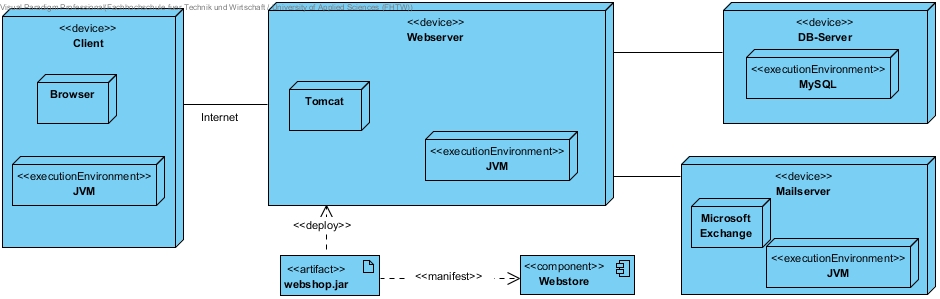 Visual Paradigm Professional(Fachhochschule fuer Technik und Wirtschaft / University of Applied Sciences (FHTW))
<<device>>
Client
Browser
<<executionEnvironment>>
JVM
Internet
<<device>>
Webserver
Tomcat
<<executionEnvironment>>
JVM
<<device>>
DB-Server
<<executionEnvironment>>
MySQL
<<device>>
Mailserver
Microsoft
Exchange
<<executionEnvironment>>
JVM
<<deploy>>
<<artifact>>
webshop.jar
<<manifest>>
<<component>>
Webstore